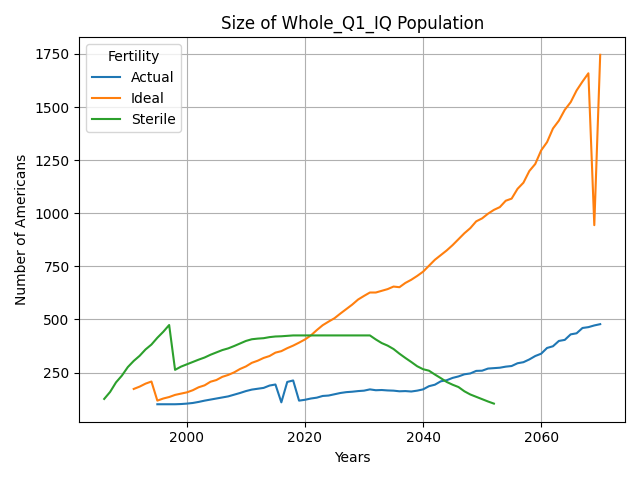 Size of Whole_Q1_IQ Population
Fertility
Actual
Ideal
Sterile
Number of Americans
1750
1500
1250
1000
750
500
250
2000
2020
2040
2060
Years